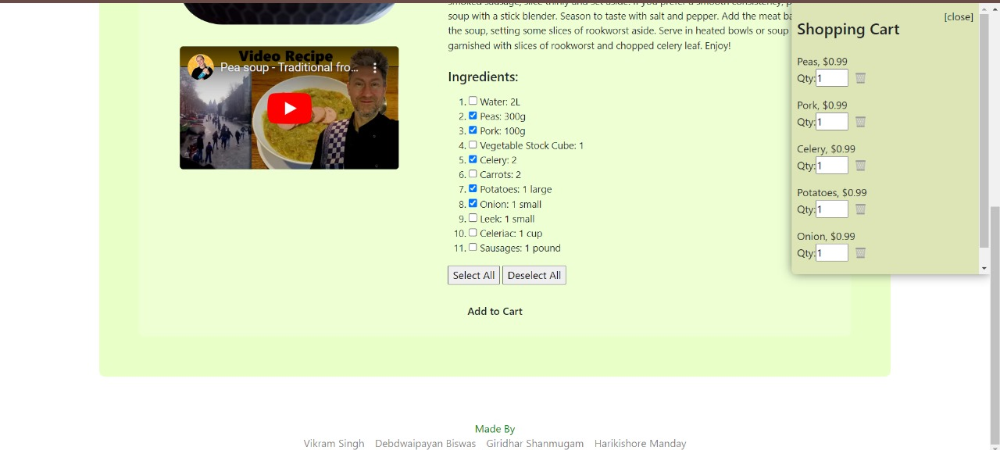 smoked sausage, slice thinly and set aside. If you prefer a smooth consistency, p
soup with a stick blender. Season to taste with salt and pepper. Add the meat ba
the soup, setting some slices of rookworst aside. Serve in heated bowls or soup
garnished with slices of rookworst and chopped celery leaf. Enjoy!
Video Recipe
Pea soup - Traditional fro...
Ingredients:
1. Water: 2L
2. Peas: 300g
3. Pork: 100g
4. Vegetable Stock Cube: 1
5. Celery: 2
6. Carrots: 2
7. Potatoes: 1 large
8. Onion: 1 small
9. Leek: 1 small
10. Celeriac: 1 cup
11. Sausages: 1 pound
Select All Deselect All
Add to Cart
[close]
Shopping Cart
Peas, $0.99
Qty: 1
Pork, $0.99
Qty: 1
Celery, $0.99
Qty: 1
Potatoes, $0.99
Qty: 1
Onion, $0.99
Qty: 1
Made By
Vikram Singh Debdwaipayan Biswas Giridhar Shanmugam Harikishore Manday